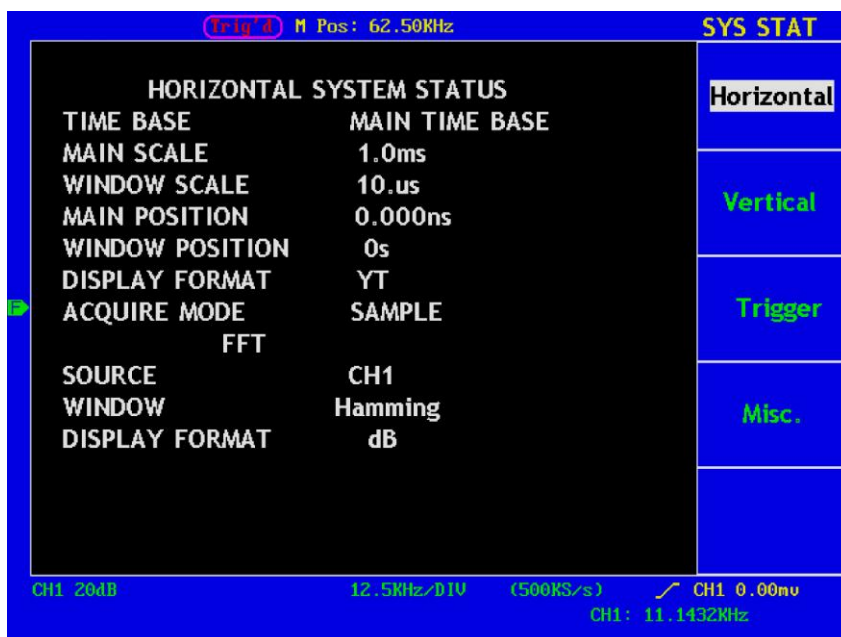 Trig'd M Pos: 62.50KHz SYS STAT
HORIZONTAL SYSTEM STATUS
TIME BASE MAIN TIME BASE
MAIN SCALE 1.0ms
WINDOW SCALE 10.us
MAIN POSITION 0.000ns
WINDOW POSITION 0s
DISPLAY FORMAT YT
ACQUIRE MODE SAMPLE
FFT
SOURCE CH1
WINDOW Hamming
DISPLAY FORMAT dB
Horizontal
Vertical
Trigger
Misc.
F
CH1 20dB 12.5KHz/DIV (500KS/s) CH1 0.00mv
CH1: 11.1432KHz